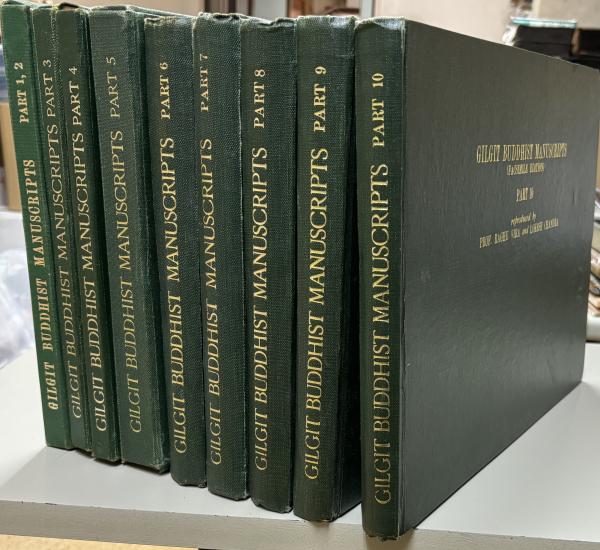 GILGIT BUDDHIST MANUSCRIPTS PART 1, 2
GILGIT BUDDHIST MANUSCRIPTS PART 3
GILGIT BUDDHIST MANUSCRIPTS PART 4
GILGIT BUDDHIST MANUSCRIPTS PART 5
GILGIT BUDDHIST MANUSCRIPTS PART 6
GILGIT BUDDHIST MANUSCRIPTS PART 7
GILGIT BUDDHIST MANUSCRIPTS PART 8
GILGIT BUDDHIST MANUSCRIPTS PART 9
GILGIT BUDDHIST MANUSCRIPTS PART 10
GILGIT BUDDHIST MANUSCRIPTS
(FACSIMILE EDITION)
PART 10
reproduced by
PROF. RAGHU VIRA and LOKESH CHANDRA